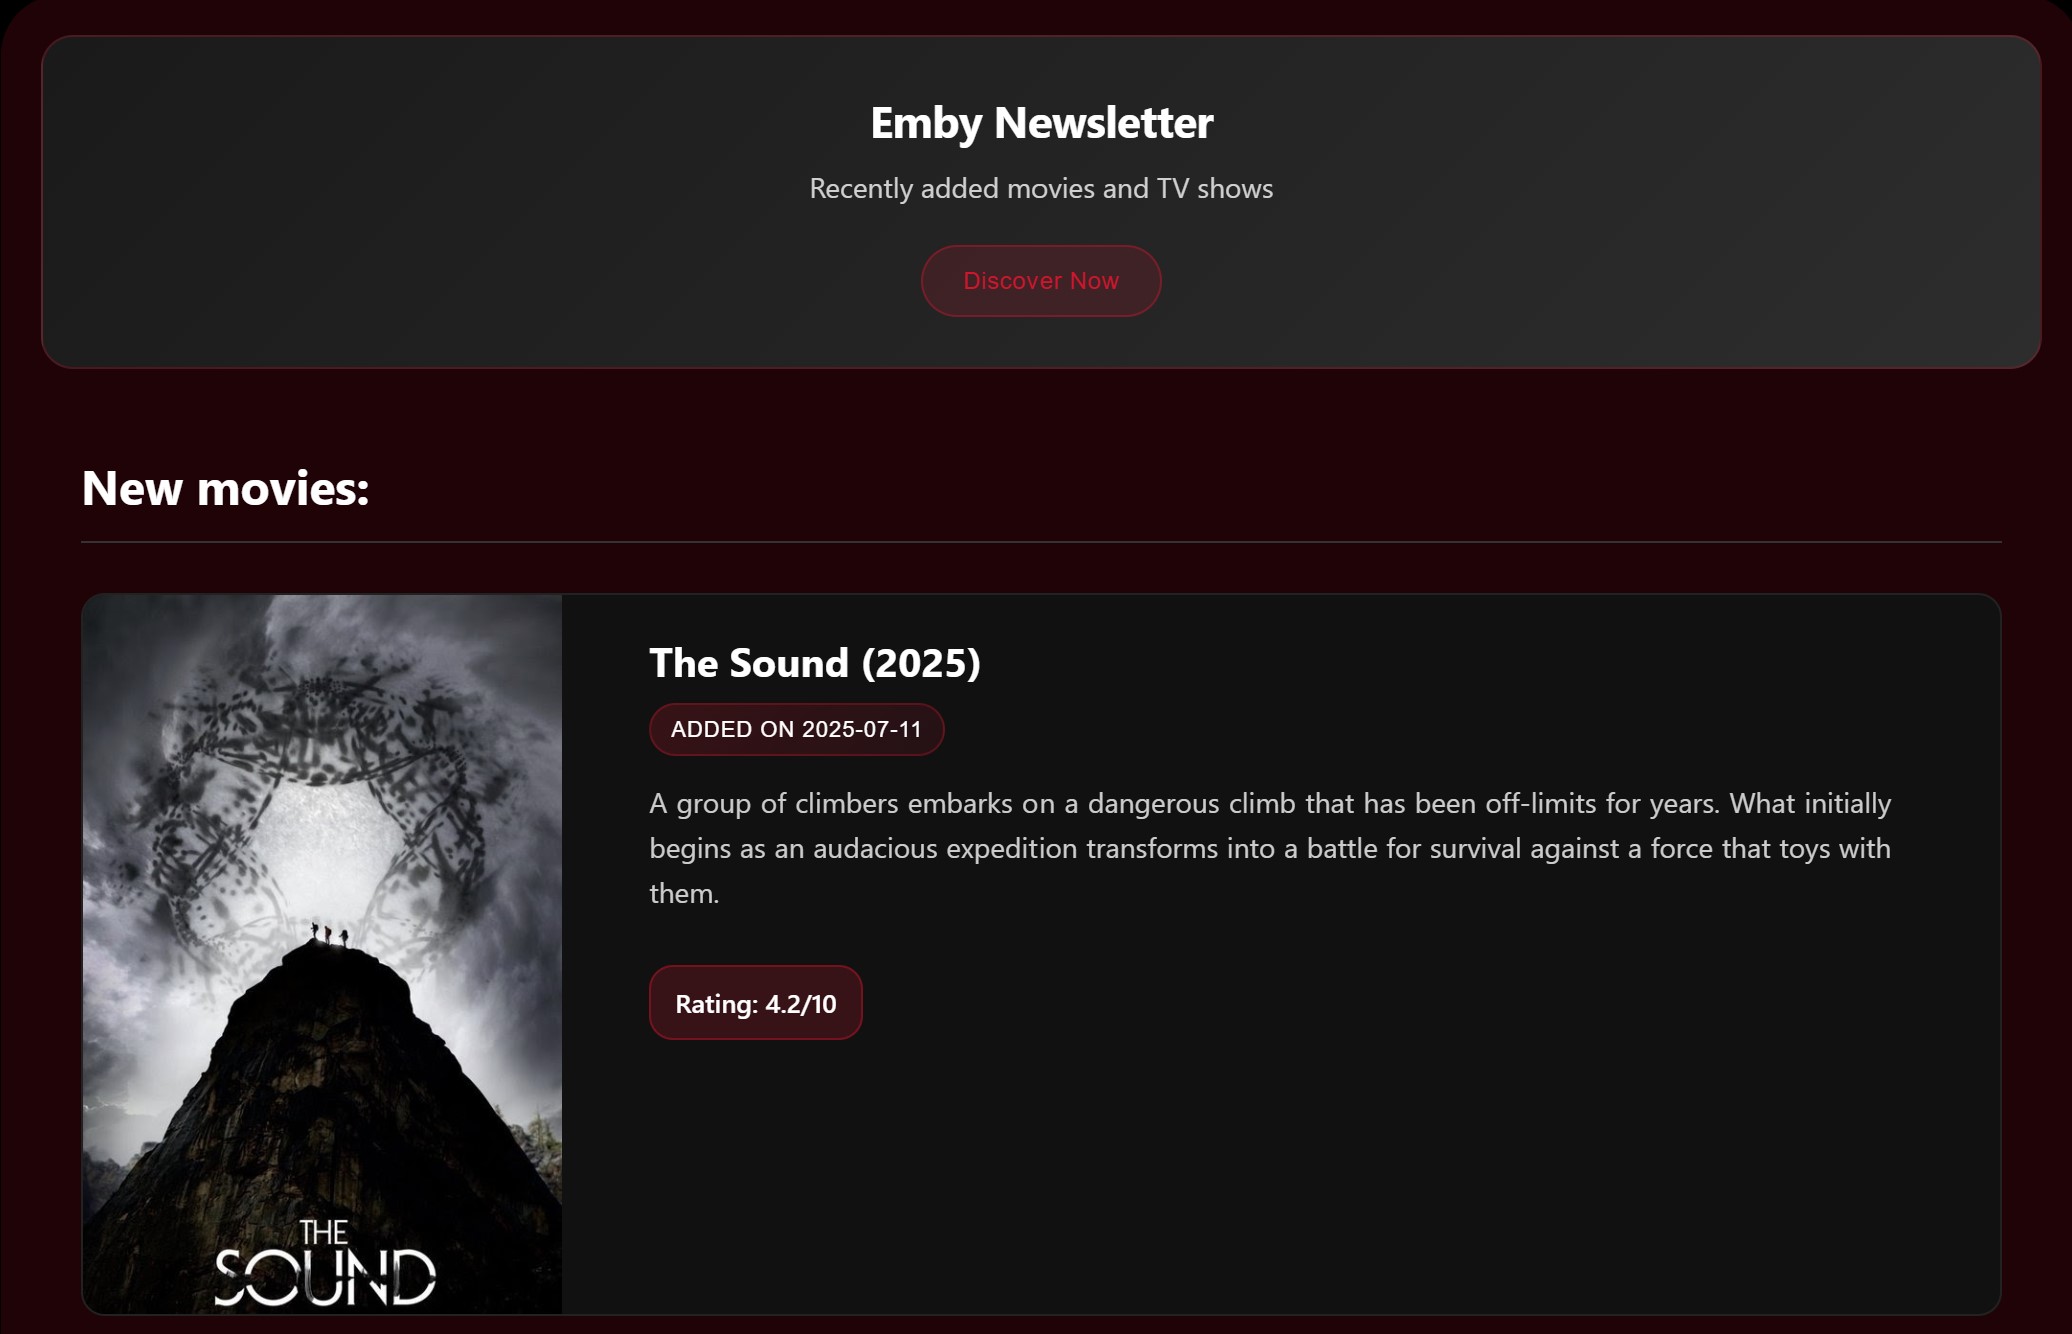 Emby Newsletter
Recently added movies and TV shows
Discover Now
New movies:
The Sound (2025)
ADDED ON 2025-07-11
A group of climbers embarks on a dangerous climb that has been off-limits for years. What initially
begins as an audacious expedition transforms into a battle for survival against a force that toys with
them.
Rating: 4.2/10
THE
SOUND